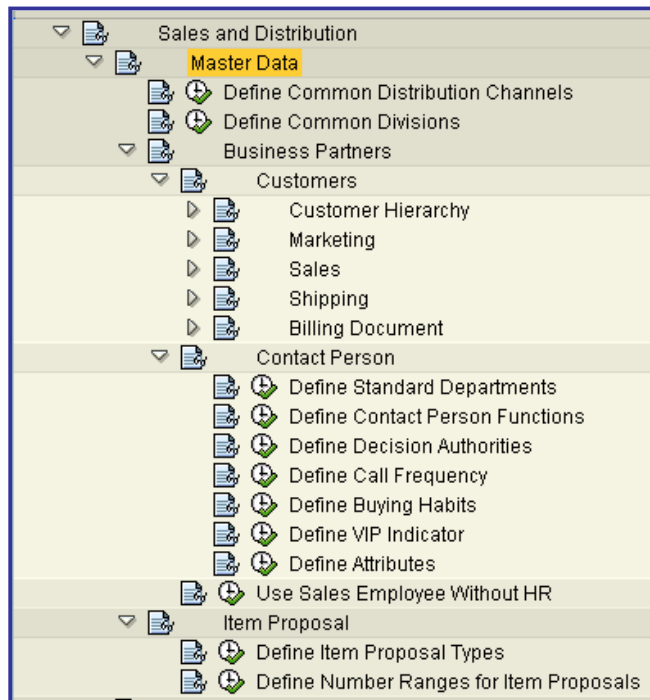 Sales and Distribution
Master Data
Define Common Distribution Channels
Define Common Divisions
Business Partners
Customers
Customer Hierarchy
Marketing
Sales
Shipping
Billing Document
Contact Person
Define Standard Departments
Define Contact Person Functions
Define Decision Authorities
Define Call Frequency
Define Buying Habits
Define VIP Indicator
Define Attributes
Use Sales Employee Without HR
Item Proposal
Define Item Proposal Types
Define Number Ranges for Item Proposals